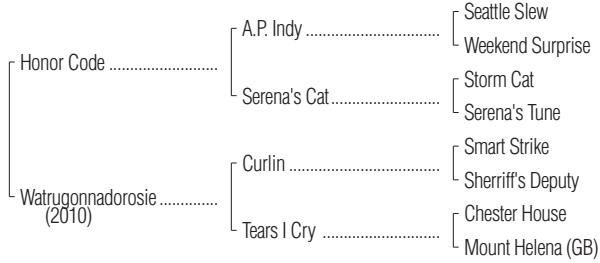 Seattle Slew
A.P. Indy ..............................
Weekend Surprise
Honor Code ........................
Storm Cat
Serena's Cat........................
Serena's Tune
Smart Strike
Curlin ..................................
Sherriff's Deputy
Watrugonnadorosie .............
(2010)
Chester House
Tears I Cry ..........................
Mount Helena (GB)